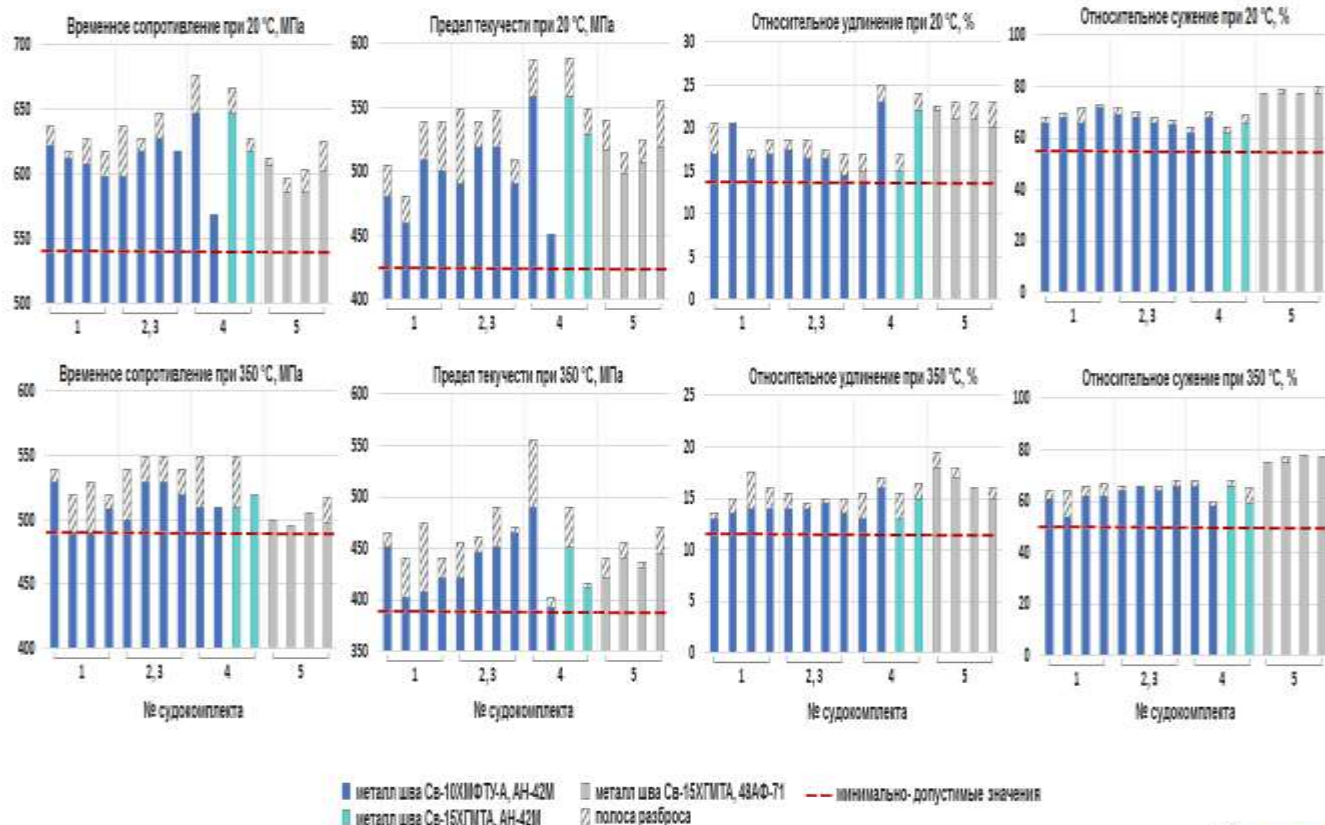 Временное сопротивление при 20 °C, МПа
700
650
600
550
500
1 2, 3 4 5
Предел текучести при 20 °C, МПа
600
550
500
450
400
1 2, 3 4 5
Относительное удлинение при 20 °C, %
30
25
20
15
10
5
0
1 2, 3 4 5
Относительное сужение при 20 °C, %
100
80
60
40
20
0
1 2, 3 4 5
Временное сопротивление при 350 °C, МПа
600
550
500
450
400
1 2, 3 4 5
№ судокомплекта
Предел текучести при 350 °C, МПа
600
550
500
450
400
350
1 2, 3 4 5
№ судокомплекта
Относительное удлинение при 350 °C, %
25
20
15
10
5
0
1 2, 3 4 5
№ судокомплекта
Относительное сужение при 350 °C, %
100
80
60
40
20
0
1 2, 3 4 5
№ судокомплекта
металл шва Св-10ХМФТУ-А, АН-42М
металл шва Св-15ХГМТА, 48АФ-71
минимально- допустимые значения
металл шва Св-15ХГМТА, АН-42М
полоса разброса